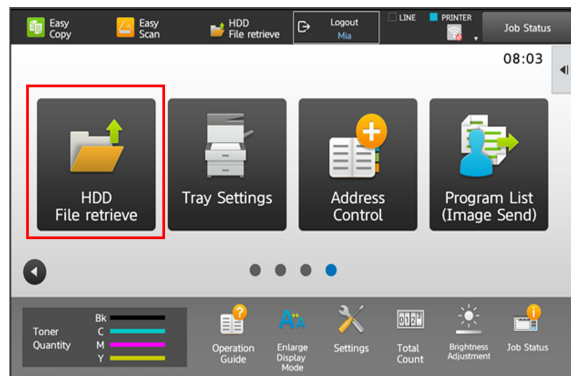 Easy Copy
Easy Scan
HDD File retrieve
Logout
Mia
LINE
PRINTER
Job Status
08:03
HDD
File retrieve
Tray Settings
Address
Control
Program List
(Image Send)
Toner
Quantity
Bk
C
M
Y
Operation
Guide
Enlarge
Display
Mode
Settings
Total
Count
Brightness
Adjustment
Job Status